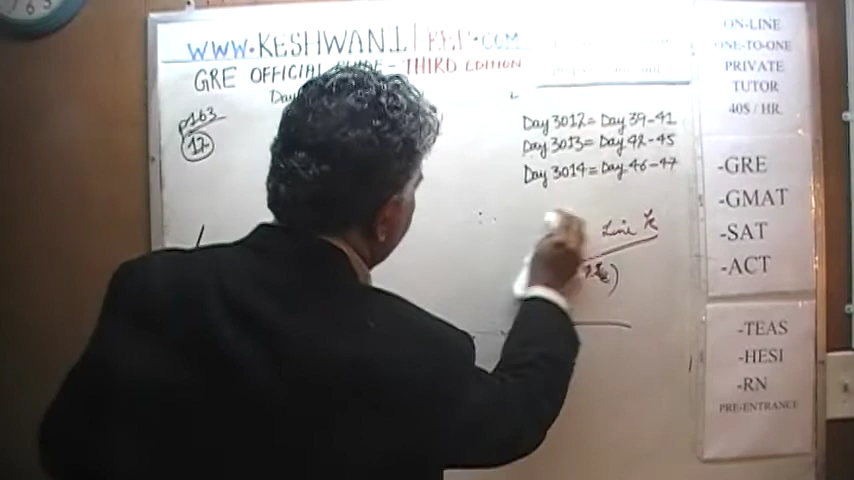 WWW.KESHWANIPREP.COM
GRE OFFICIAL GUIDE - THIRD EDITION
p163
12
Day 3012 = Day 39-41
Day 3013 = Day 42-45
Day 3014 = Day 46-47
Line k
ON-LINE
ONE-TO-ONE
PRIVATE
TUTOR
40$ / HR
-GRE
-GMAT
-SAT
-ACT
-TEAS
-HESI
-RN
PRE-ENTRANCE